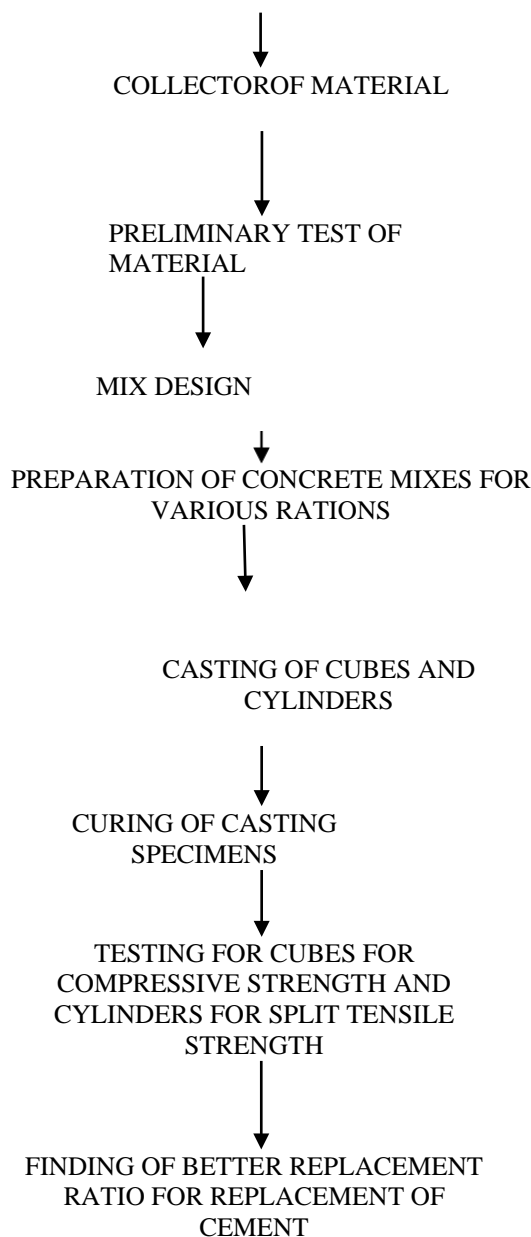 COLLECTOROF MATERIAL
PRELIMINARY TEST OF
MATERIAL
MIX DESIGN
PREPARATION OF CONCRETE MIXES FOR
VARIOUS RATIONS
CASTING OF CUBES AND
CYLINDERS
CURING OF CASTING
SPECIMENS
TESTING FOR CUBES FOR
COMPRESSIVE STRENGTH AND
CYLINDERS FOR SPLIT TENSILE
STRENGTH
FINDING OF BETTER REPLACEMENT
RATIO FOR REPLACEMENT OF
CEMENT